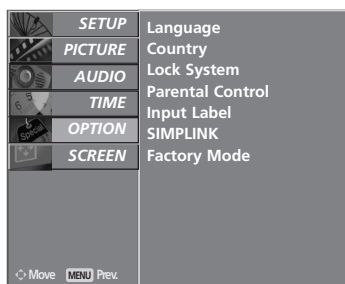 SETUP
PICTURE
AUDIO
TIME
OPTION
SCREEN
Language
Country
Lock System
Parental Control
Input Label
SIMPLINK
Factory Mode
Move MENU Prev.
Special